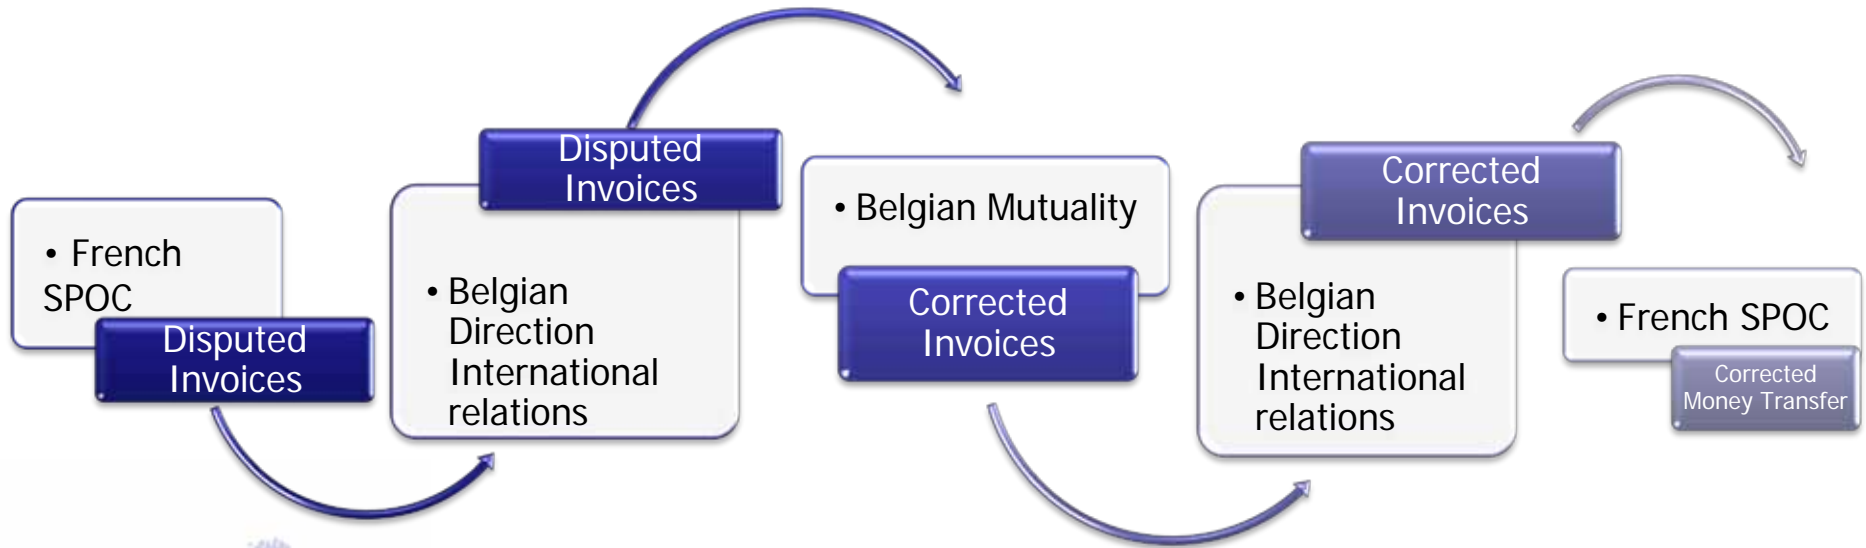 • French
SPOC
Disputed
Invoices
Disputed
Invoices
• Belgian
Direction
International
relations
• Belgian Mutuality
Corrected
Invoices
Corrected
Invoices
• Belgian
Direction
International
relations
• French SPOC
Corrected
Money Transfer